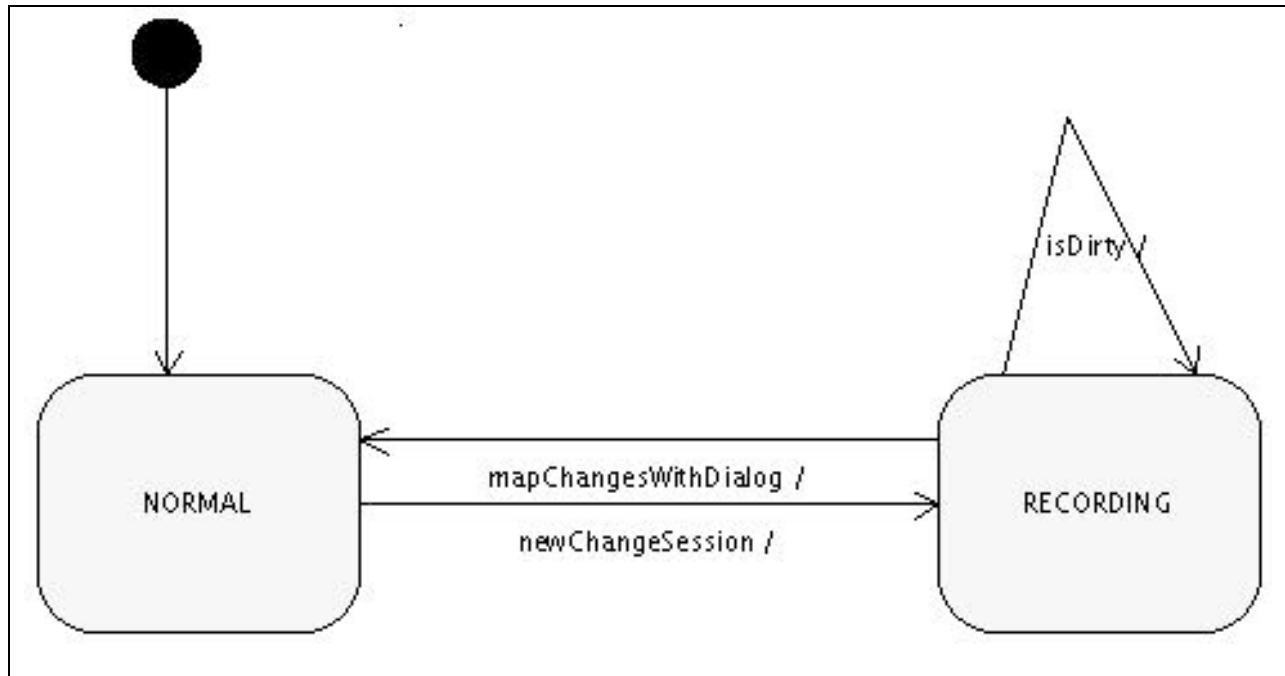 isDirty /
mapChangesWithDialog /
NORMAL
RECORDING
newChangeSession /